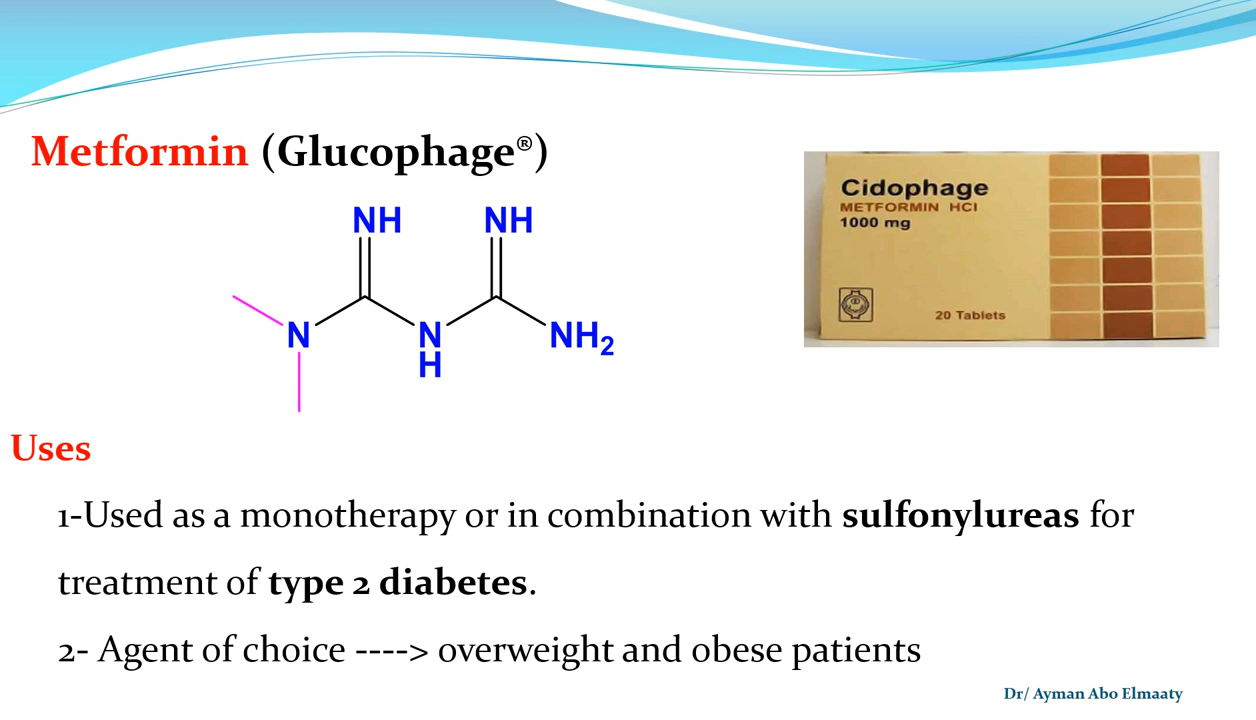 Metformin (Glucophage®)
NH NH
N N NH₂
H
Cidophage
METFORMIN HCl
1000 mg
20 Tablets
Uses
1-Used as a monotherapy or in combination with sulfonylureas for
treatment of type 2 diabetes.
2- Agent of choice ----> overweight and obese patients
Dr/ Ayman Abo Elmaaty